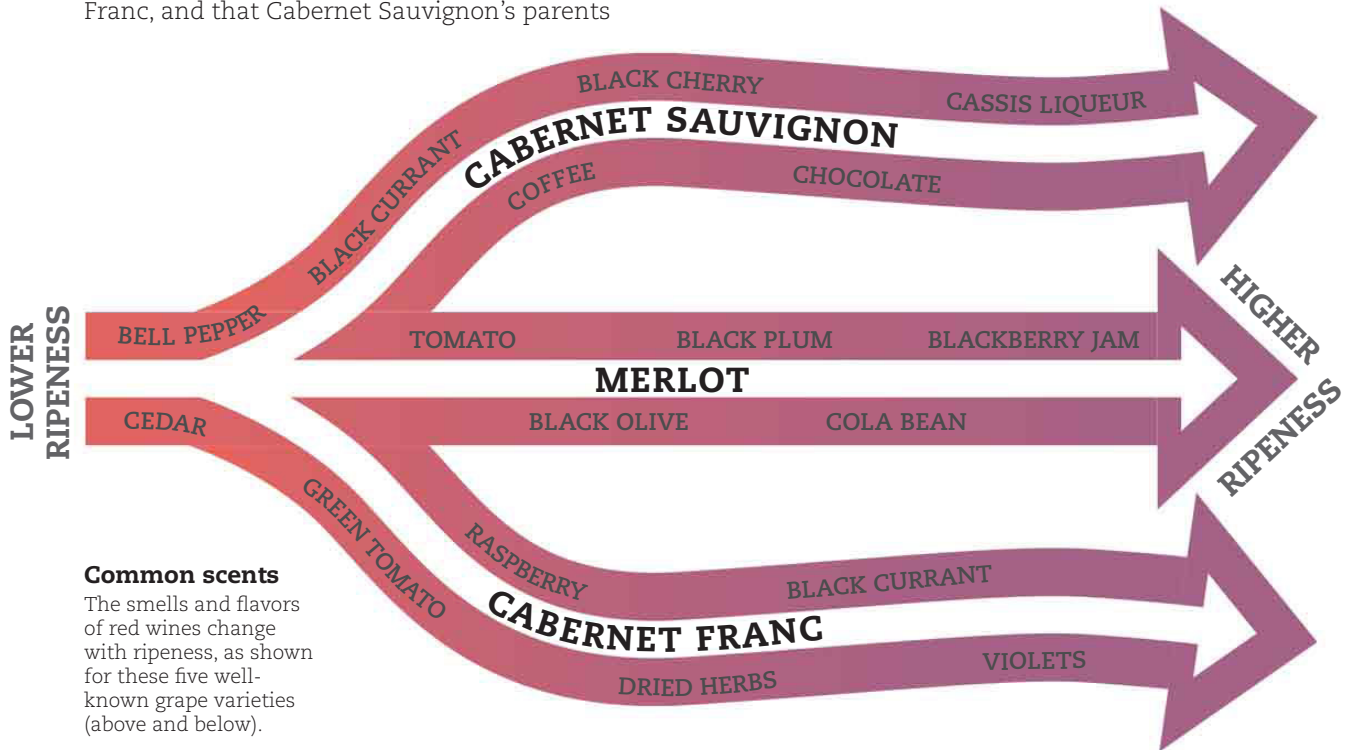 Franc, and that Cabernet Sauvignon’s parents
BLACK CHERRY
CASSIS LIQUEUR
CABERNET SAUVIGNON
BLACK CURRANT
COFFEE
CHOCOLATE
LOWER
RIPENESS
BELL PEPPER
TOMATO
BLACK PLUM
BLACKBERRY JAM
HIGHER
RIPENESS
MERLOT
CEDAR
BLACK OLIVE
COLA BEAN
GREEN TOMATO
RASPBERRY
BLACK CURRANT
CABERNET FRANC
DRIED HERBS
VIOLETS
Common scents
The smells and flavors
of red wines change
with ripeness, as shown
for these five well-
known grape varieties
(above and below).